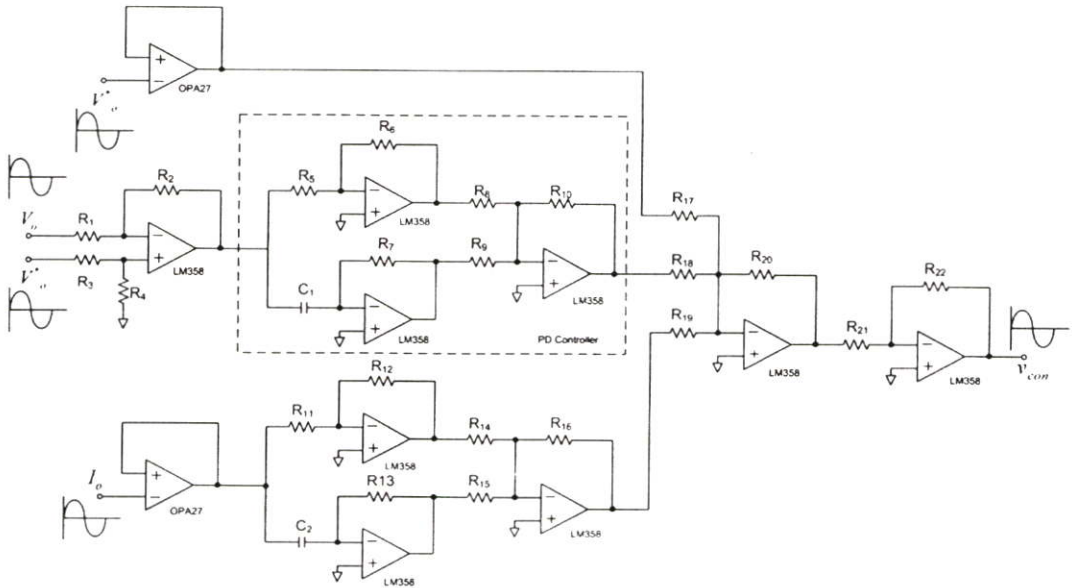 OPA27
V*o
R6
R2
R5
R8
R10
R17
Vo
R1
LM358
LM358
R7
R9
R20
R22
V*o
R3
R4
C1
LM358
R18
R19
R21
LM358
PD Controller
LM358
LM358
vcon
R12
R11
R14
R16
Io
LM358
R13
R15
OPA27
C2
LM358
LM358